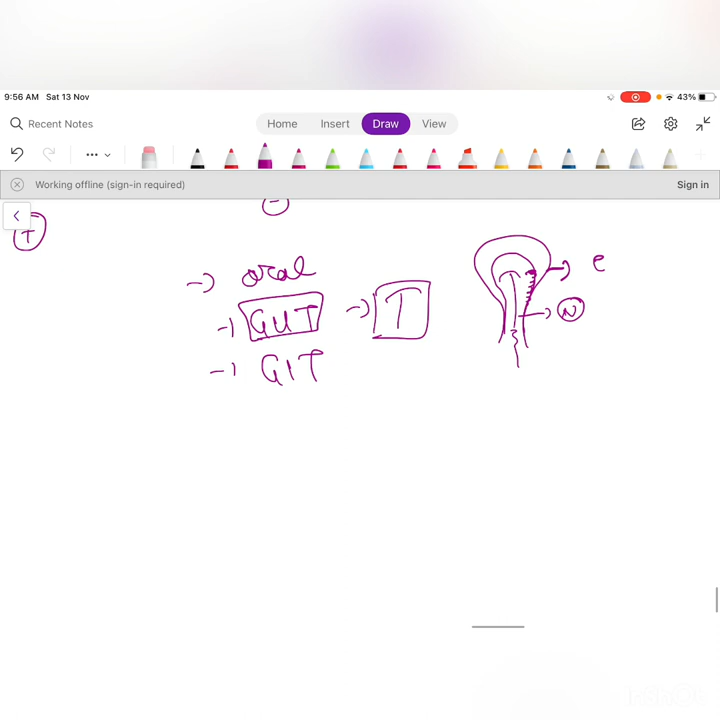 9:56 AM Sat 13 Nov 43%
Recent Notes Home Insert Draw View
Working offline (sign-in required) Sign in
+
-
-> oral -> e
-> GUT -> T -> N
-> GIT